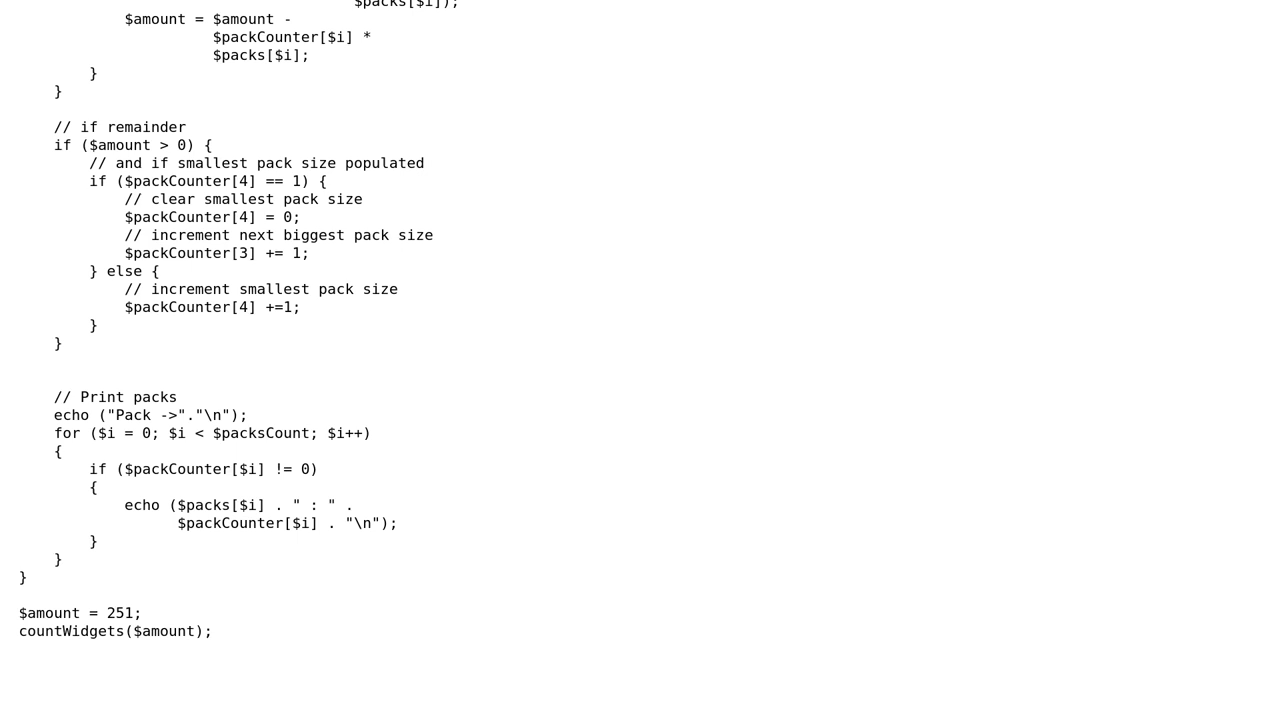 $packs[$i]);
            $amount = $amount -
                      $packCounter[$i] *
                      $packs[$i];
        }
    }

    // if remainder
    if ($amount > 0) {
        // and if smallest pack size populated
        if ($packCounter[4] == 1) {
            // clear smallest pack size
            $packCounter[4] = 0;
            // increment next biggest pack size
            $packCounter[3] += 1;
        } else {
            // increment smallest pack size
            $packCounter[4] +=1;
        }
    }


    // Print packs
    echo ("Pack ->"."\n");
    for ($i = 0; $i < $packsCount; $i++)
    {
        if ($packCounter[$i] != 0)
        {
            echo ($packs[$i] . " : " .
                  $packCounter[$i] . "\n");
        }
    }
}

$amount = 251;
countWidgets($amount);